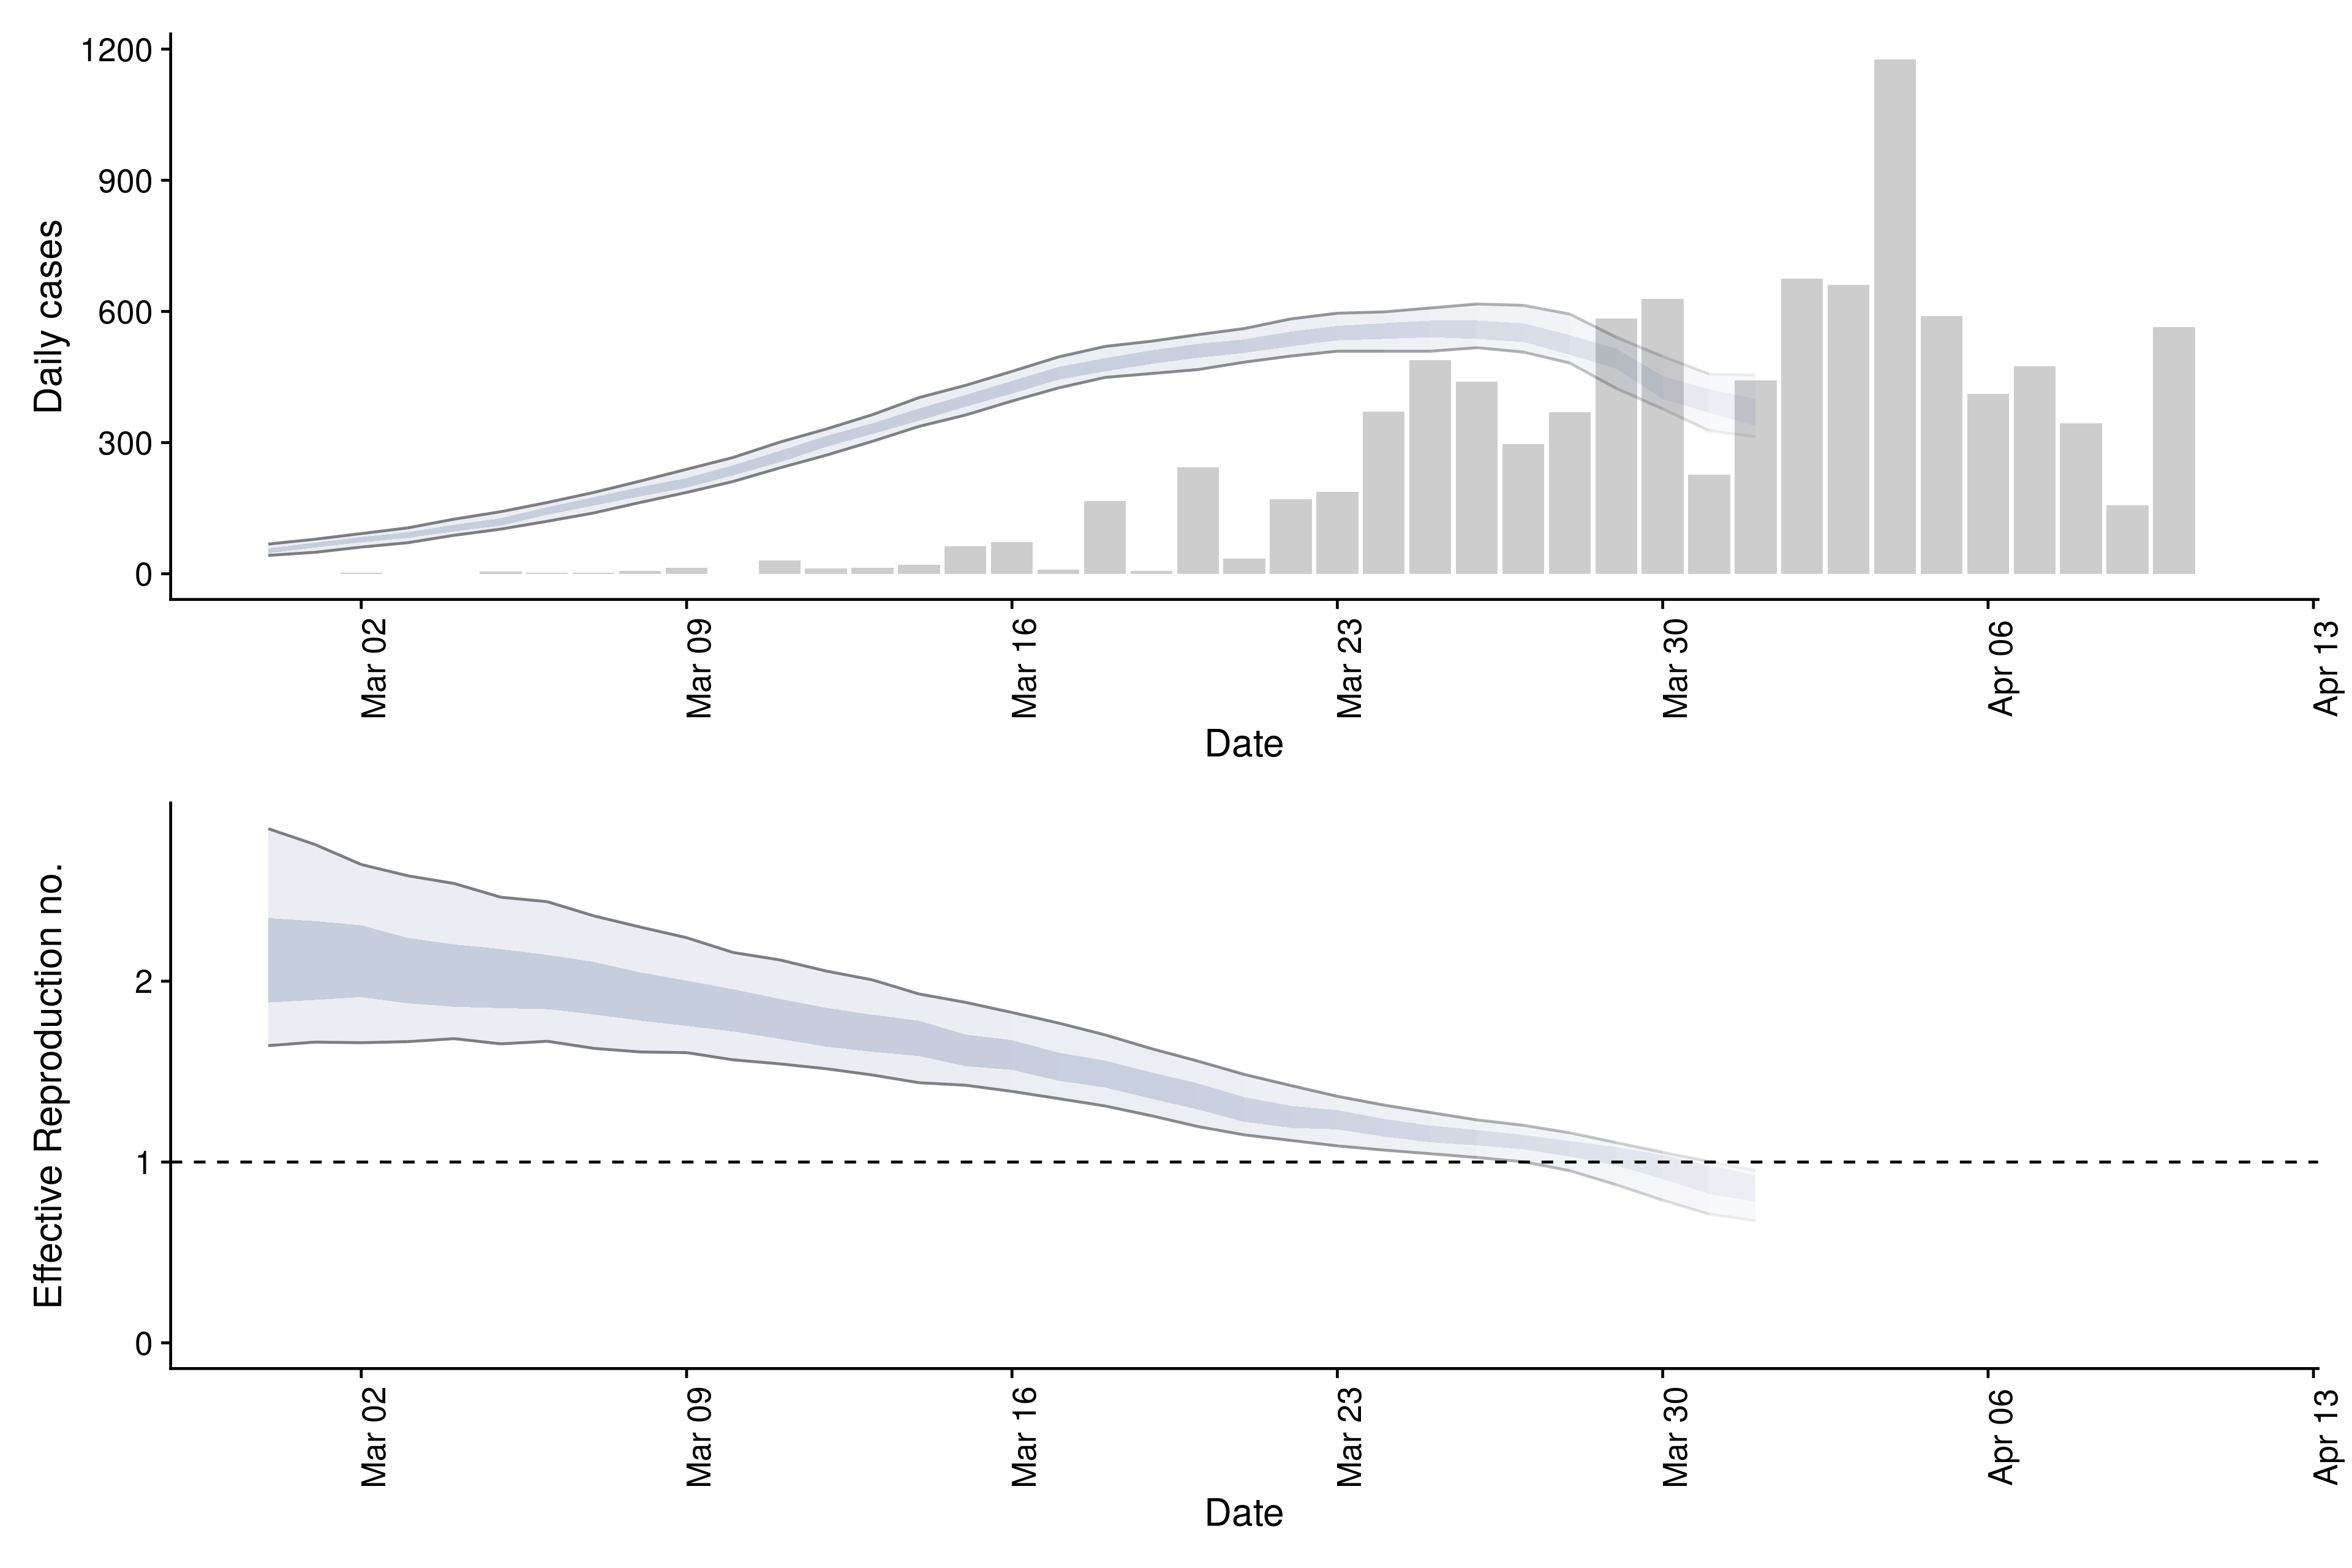 1200
900
600
300
0
Daily cases
Mar 02
Mar 09
Mar 16
Mar 23
Mar 30
Apr 06
Apr 13
Date
2
1
0
Effective Reproduction no.
Mar 02
Mar 09
Mar 16
Mar 23
Mar 30
Apr 06
Apr 13
Date